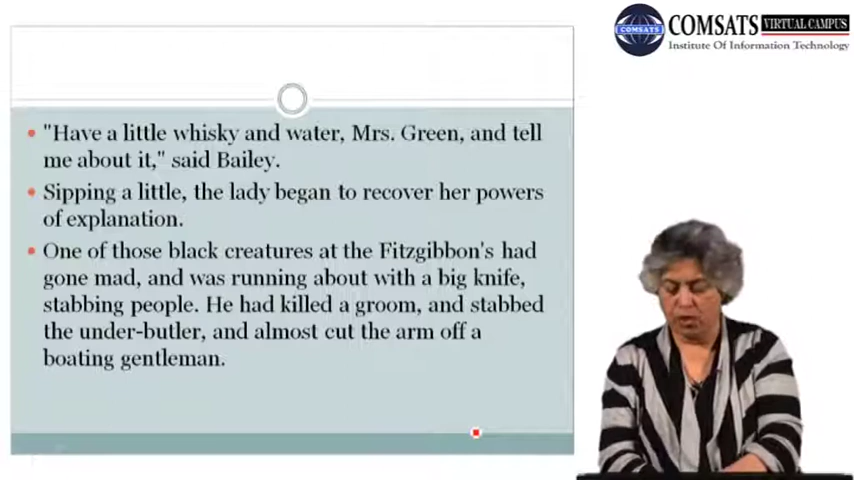 COMSATS VIRTUAL CAMPUS
COMSATS
Institute Of Information Technology
• "Have a little whisky and water, Mrs. Green, and tell
me about it," said Bailey.
• Sipping a little, the lady began to recover her powers
of explanation.
• One of those black creatures at the Fitzgibbon's had
gone mad, and was running about with a big knife,
stabbing people. He had killed a groom, and stabbed
the under-butler, and almost cut the arm off a
boating gentleman.